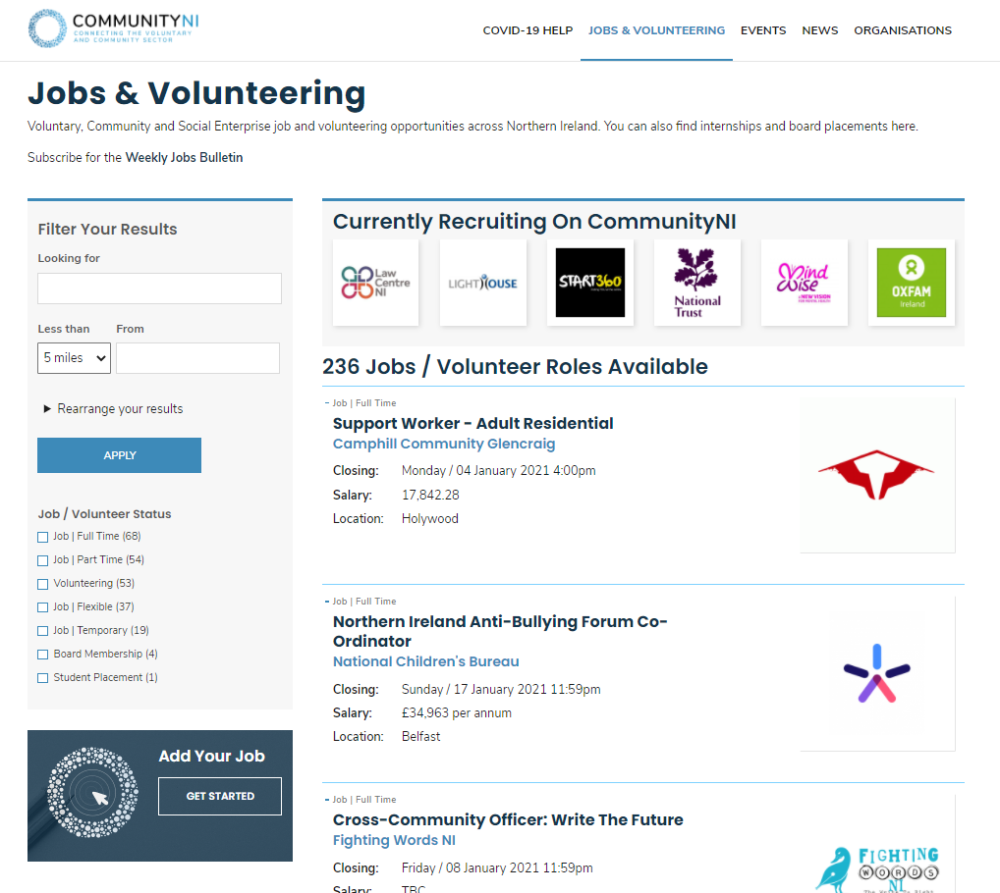 COMMUNITYNI
CONNECTING THE VOLUNTARY
AND COMMUNITY SECTOR
COVID-19 HELP
JOBS & VOLUNTEERING
EVENTS
NEWS
ORGANISATIONS
Jobs & Volunteering
Voluntary, Community and Social Enterprise job and volunteering opportunities across Northern Ireland. You can also find internships and board placements here.
Subscribe for the Weekly Jobs Bulletin
Filter Your Results
Looking for
Less than From
5 miles
Rearrange your results
APPLY
Job / Volunteer Status
Job | Full Time (68)
Job | Part Time (54)
Volunteering (53)
Job | Flexible (37)
Job | Temporary (19)
Board Membership (4)
Student Placement (1)
Add Your Job
GET STARTED
Currently Recruiting On CommunityNI
Law
Centre
NI
LIGHTHOUSE
START360
National
Trust
Mind
Wise
A NEW VISION
OXFAM
Ireland
236 Jobs / Volunteer Roles Available
Job | Full Time
Support Worker - Adult Residential
Camphill Community Glencraig
Closing: Monday / 04 January 2021 4:00pm
Salary: 17,842.28
Location: Holywood
Job | Full Time
Northern Ireland Anti-Bullying Forum Co-
Ordinator
National Children's Bureau
Closing: Sunday / 17 January 2021 11:59pm
Salary: £34,963 per annum
Location: Belfast
Job | Full Time
Cross-Community Officer: Write The Future
Fighting Words NI
Closing: Friday / 08 January 2021 11:59pm
Salary: TBC
FIGHTING
WORDS
NI